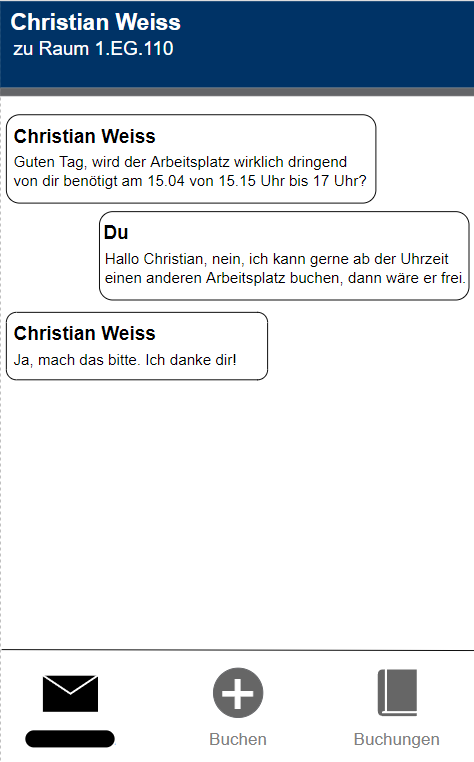 Christian Weiss
zu Raum 1.EG.110
Christian Weiss
Guten Tag, wird der Arbeitsplatz wirklich dringend
von dir benötigt am 15.04 von 15.15 Uhr bis 17 Uhr?
Du
Hallo Christian, nein, ich kann gerne ab der Uhrzeit
einen anderen Arbeitsplatz buchen, dann wäre er frei.
Christian Weiss
Ja, mach das bitte. Ich danke dir!
Buchen
Buchungen